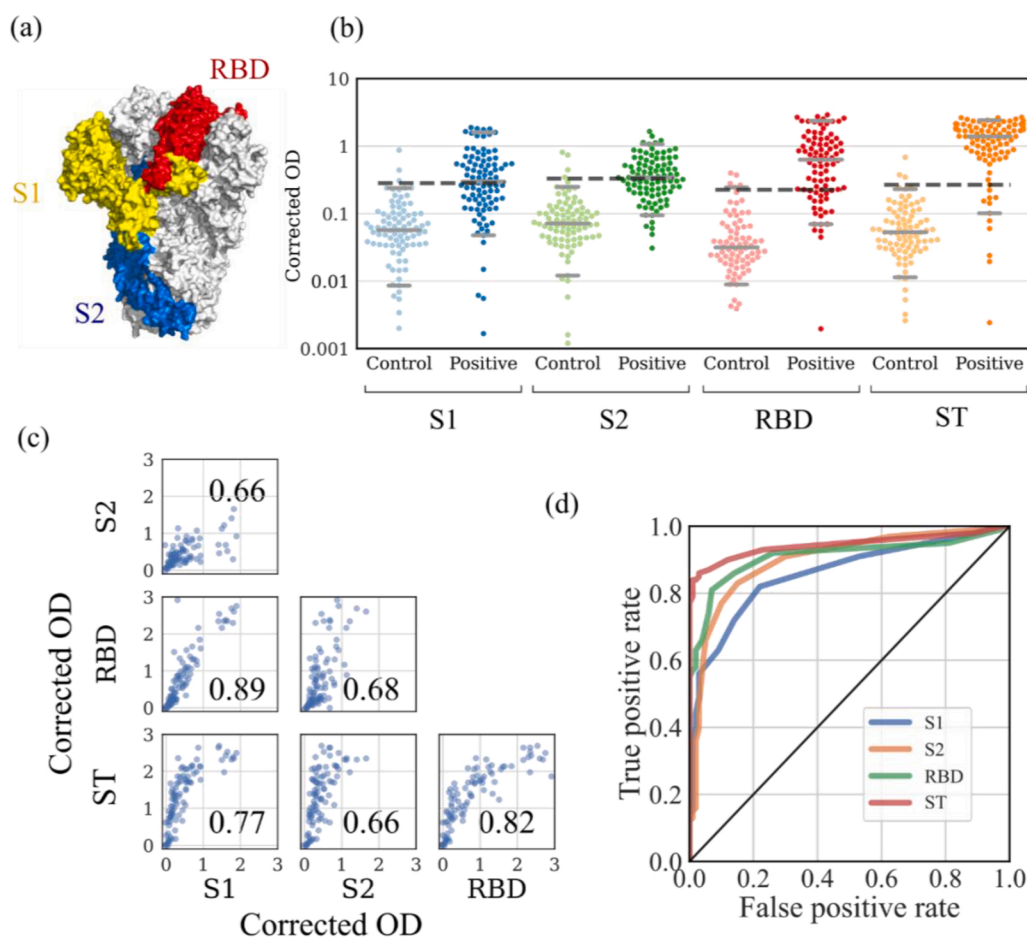 (a)
RBD
S1
S2
(b)
Corrected OD
10
1
0.1
0.01
0.001
Control Positive Control Positive Control Positive Control Positive
S1 S2 RBD ST
(c)
Corrected OD
S2
3
2
1
0
0.66
RBD
3
2
1
0
0.89
0.68
ST
3
2
1
0
0.77
0.66
0.82
0 1 2 3 0 1 2 3 0 1 2 3
S1 S2 RBD
Corrected OD
(d)
True positive rate
1.0
0.8
0.6
0.4
0.2
0.0
S1
S2
RBD
ST
0.0 0.2 0.4 0.6 0.8 1.0
False positive rate